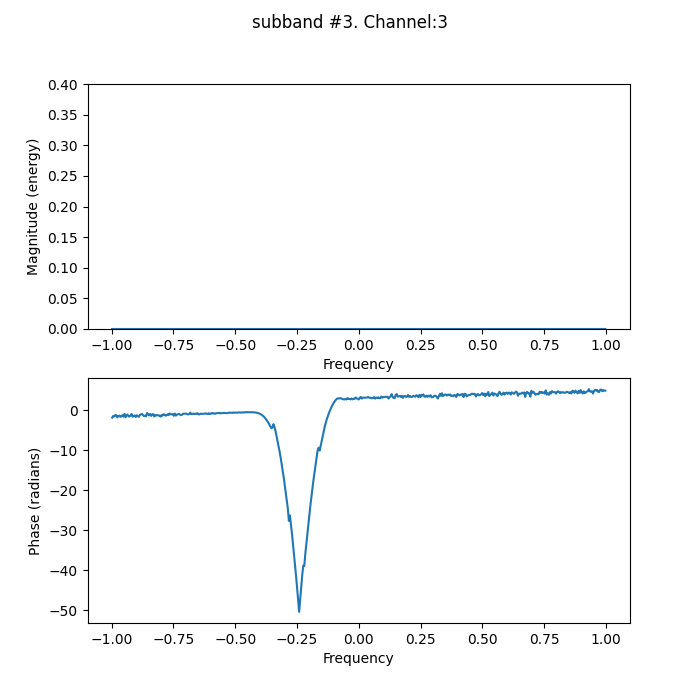 subband #3. Channel:3
0.40
0.35
0.30
0.25
0.20
0.15
0.10
0.05
0.00
Magnitude (energy)
−1.00 −0.75 −0.50 −0.25 0.00 0.25 0.50 0.75 1.00
Frequency
0
−10
−20
−30
−40
−50
Phase (radians)
−1.00 −0.75 −0.50 −0.25 0.00 0.25 0.50 0.75 1.00
Frequency